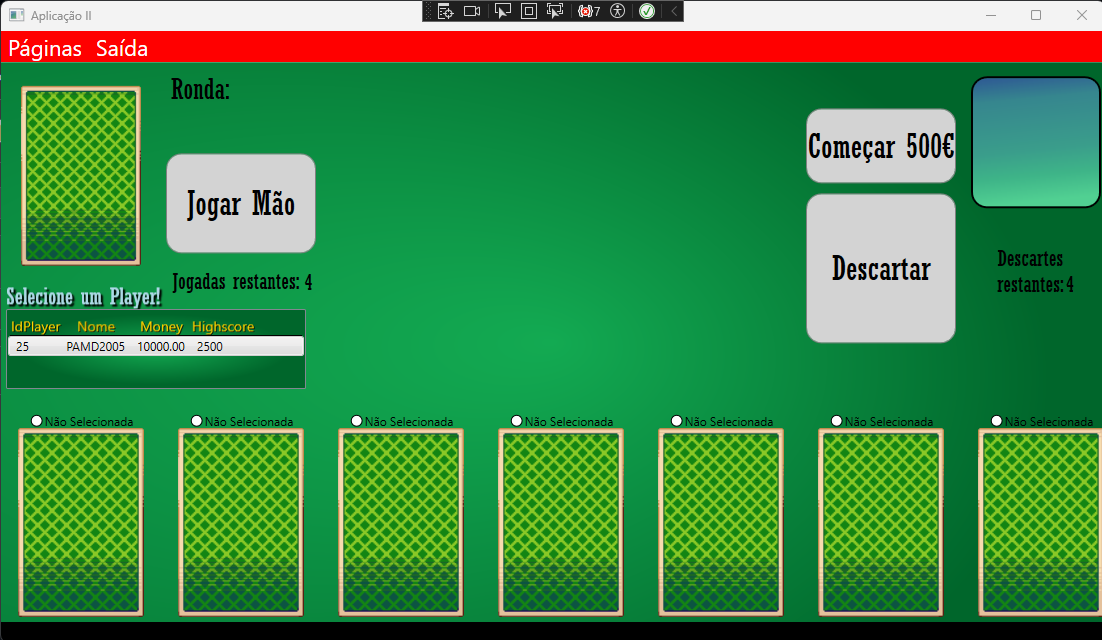 Aplicação II
7
Páginas Saída
Ronda:
Começar 500€
Jogar Mão
Descartar
Descartes
restantes: 4
Jogadas restantes: 4
Selecione um Player!
IdPlayer Nome Money Highscore
25 PAMD2005 10000.00 2500
Não Selecionada Não Selecionada Não Selecionada Não Selecionada Não Selecionada Não Selecionada Não Selecionada